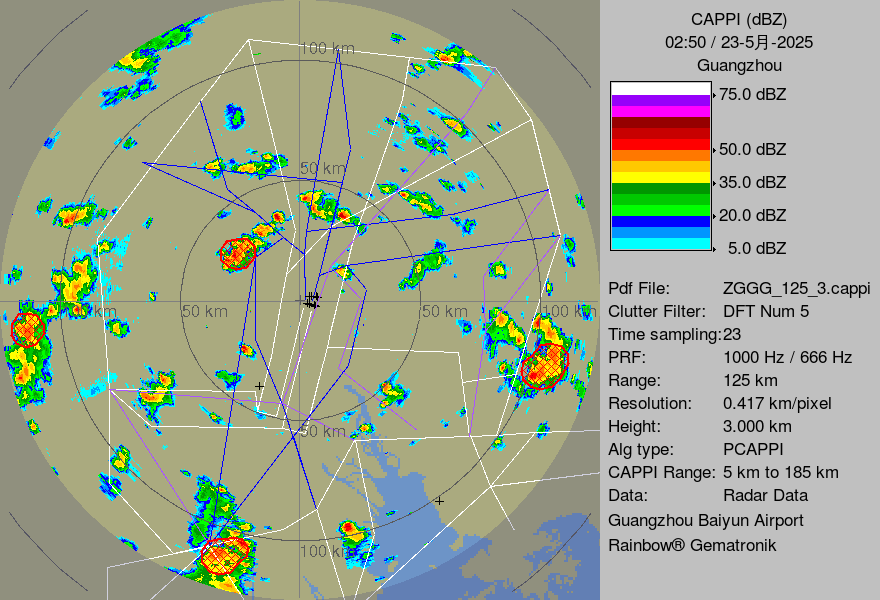 CAPPI (dBZ)
02:50 / 23-5月-2025
Guangzhou
75.0 dBZ
50.0 dBZ
35.0 dBZ
20.0 dBZ
5.0 dBZ
Pdf File: ZGGG_125_3.cappi
Clutter Filter: DFT Num 5
Time sampling:23
PRF: 1000 Hz / 666 Hz
Range: 125 km
Resolution: 0.417 km/pixel
Height: 3.000 km
Alg type: PCAPPI
CAPPI Range: 5 km to 185 km
Data: Radar Data
Guangzhou Baiyun Airport
Rainbow® Gematronik
100 km
50 km
100 km
50 km
50 km
100 km
50 km
100 km